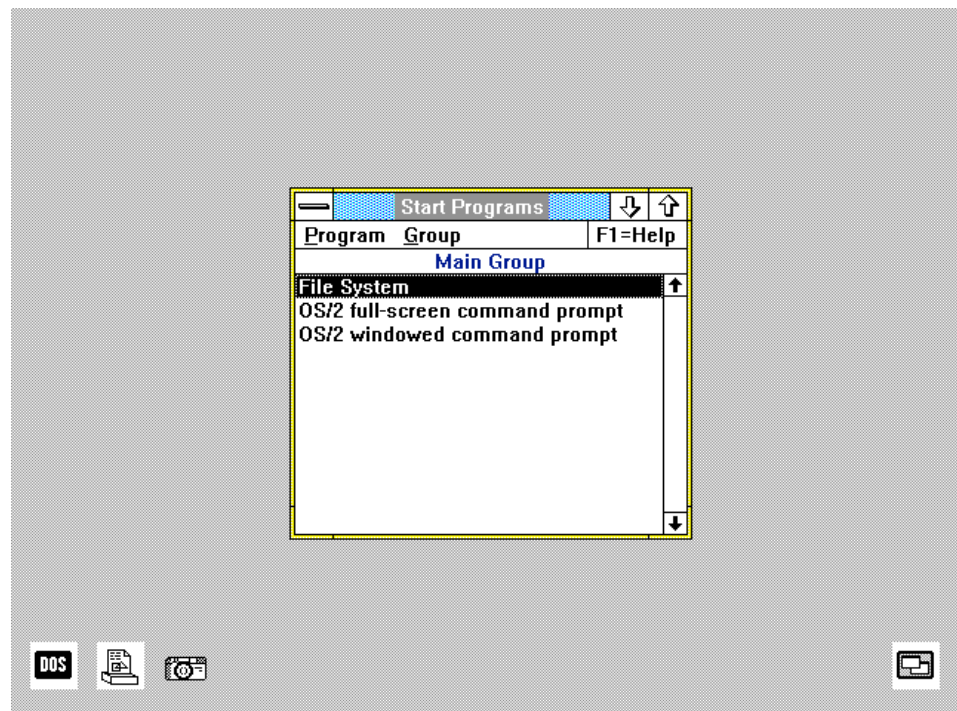 Start Programs
Program Group F1=Help
Main Group
File System
OS/2 full-screen command prompt
OS/2 windowed command prompt
DOS